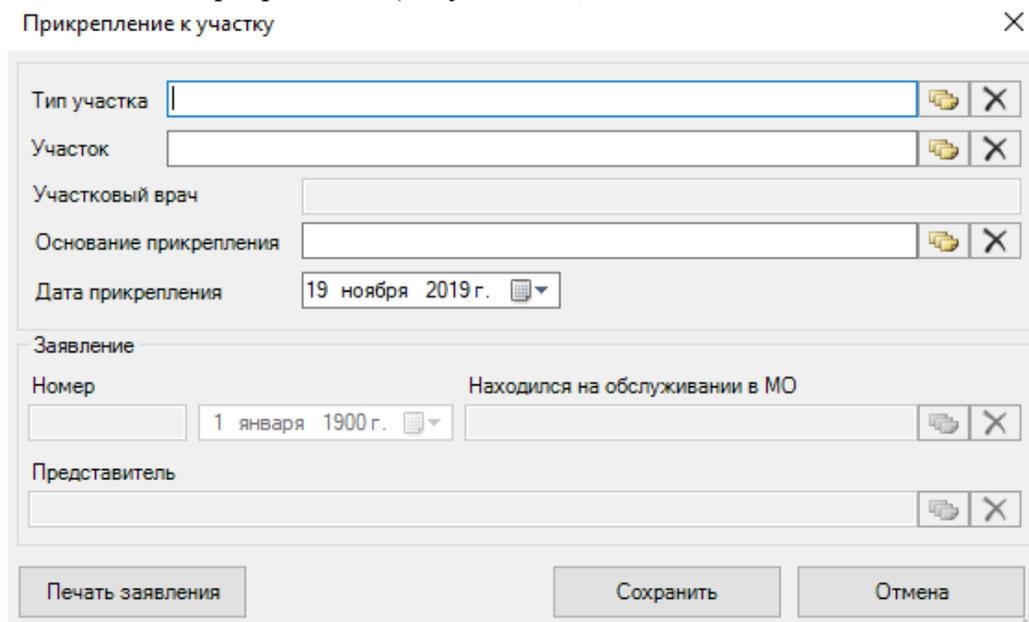 Прикрепление к участку
Тип участка
Участок
Участковый врач
Основание прикрепления
Дата прикрепления 19 ноября 2019 г.
Заявление
Номер Находился на обслуживании в МО
1 января 1900 г.
Представитель
Печать заявления Сохранить Отмена